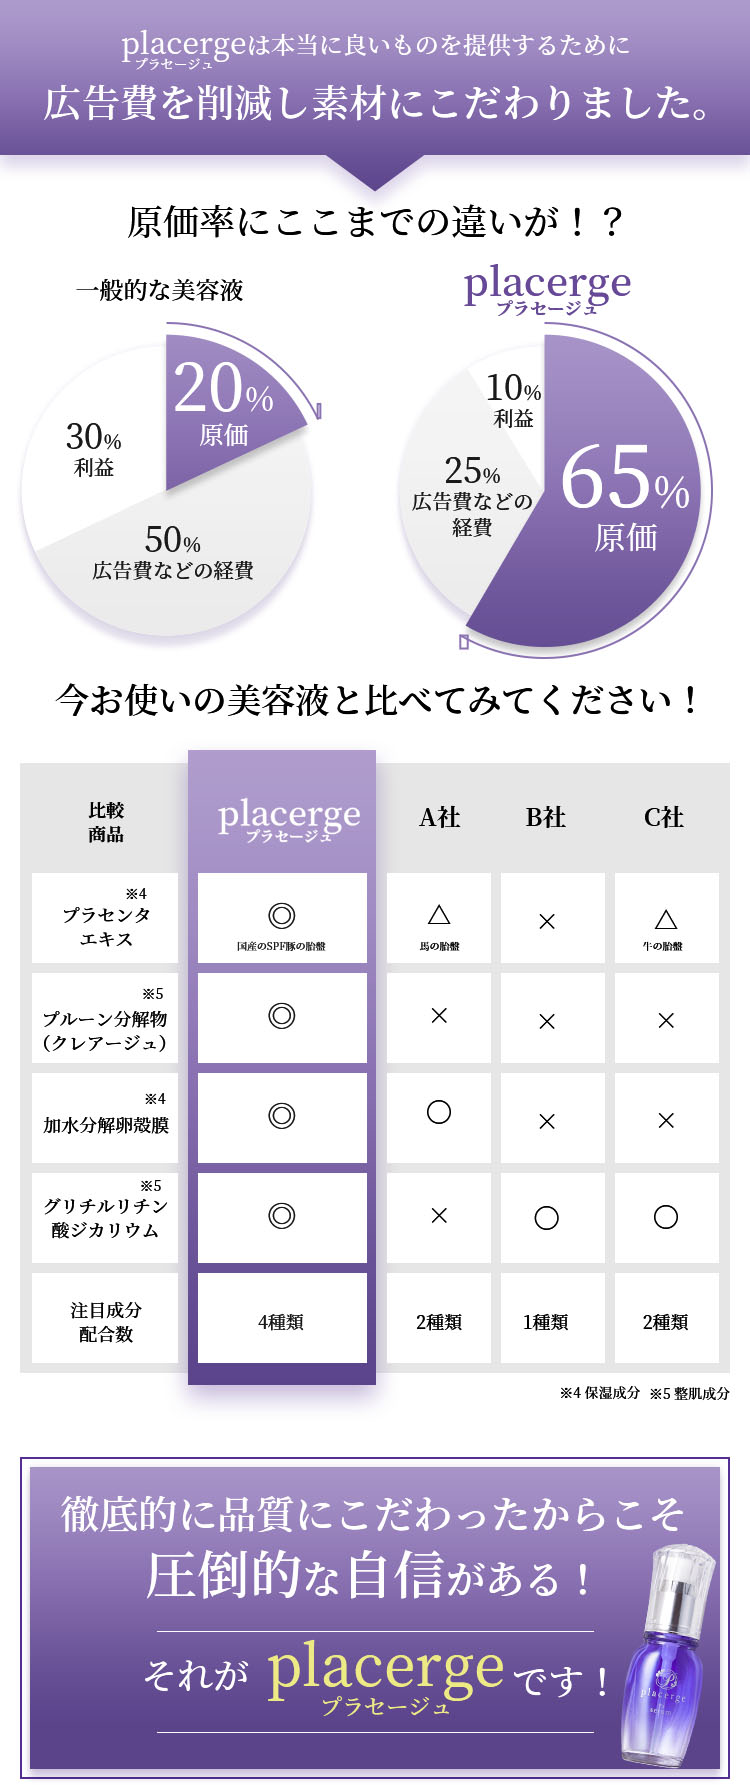 placergeは本当に良いものを提供するために
プラセージュ
広告費を削減し素材にこだわりました。
原価率にここまでの違いが！？
一般的な美容液
placerge
プラセージュ
20%
原価
30%
利益
50%
広告費などの経費
10%
利益
25%
広告費などの
経費
65%
原価
今お使いの美容液と比べてみてください！
比較
商品
placerge
プラセージュ
A社
B社
C社
※4
プラセンタ
エキス
◎
国産のSPF豚の胎盤
△
馬の胎盤
×
△
牛の胎盤
※5
プルーン分解物
（クレアージュ）
◎
×
×
×
※4
加水分解卵殻膜
◎
○
×
×
※5
グリチルリチン
酸ジカリウム
◎
×
○
○
注目成分
配合数
4種類
2種類
1種類
2種類
※4 保湿成分 ※5 整肌成分
徹底的に品質にこだわったからこそ
圧倒的な自信がある！
それが placerge です！
プラセージュ
placerge
serum